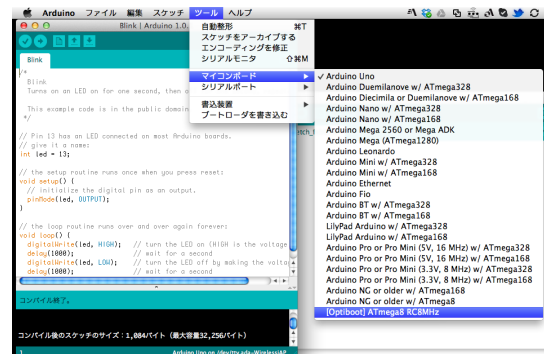 Arduino ファイル 編集 スケッチ ツール ヘルプ
Blink | Arduino 1.0.
自動整形 ⌘T
スケッチをアーカイブする
エンコーディングを修正
シリアルモニタ ⇧⌘M
マイコンボード ▶
シリアルポート ▶
書込装置 ▶
ブートローダを書き込む
✓ Arduino Uno
Arduino Duemilanove w/ ATmega328
Arduino Diecimila or Duemilanove w/ ATmega168
Arduino Nano w/ ATmega328
Arduino Nano w/ ATmega168
Arduino Mega 2560 or Mega ADK
Arduino Mega (ATmega1280)
Arduino Leonardo
Arduino Mini w/ ATmega328
Arduino Mini w/ ATmega168
Arduino Ethernet
Arduino Fio
Arduino BT w/ ATmega328
Arduino BT w/ ATmega168
LilyPad Arduino w/ ATmega328
LilyPad Arduino w/ ATmega168
Arduino Pro or Pro Mini (5V, 16 MHz) w/ ATmega328
Arduino Pro or Pro Mini (5V, 16 MHz) w/ ATmega168
Arduino Pro or Pro Mini (3.3V, 8 MHz) w/ ATmega328
Arduino Pro or Pro Mini (3.3V, 8 MHz) w/ ATmega168
Arduino NG or older w/ ATmega168
Arduino NG or older w/ ATmega8
[Optiboot] ATmega8 RC8MHz
Blink
/*
Blink
Turns on an LED on for one second, then o
This example code is in the public domain
*/
// Pin 13 has an LED connected on most Arduino boards.
// give it a name:
int led = 13;
// the setup routine runs once when you press reset:
void setup() {
// initialize the digital pin as an output.
pinMode(led, OUTPUT);
}
// the loop routine runs over and over again forever:
void loop() {
digitalWrite(led, HIGH); // turn the LED on (HIGH is the voltage
delay(1000); // wait for a second
digitalWrite(led, LOW); // turn the LED off by making the volta
delay(1000); // wait for a second
コンパイル終了。
コンパイル後のスケッチのサイズ：1,084バイト（最大容量32,256バイト）
1 Arduino Uno on /dev/tty.ada-WirelessiAP